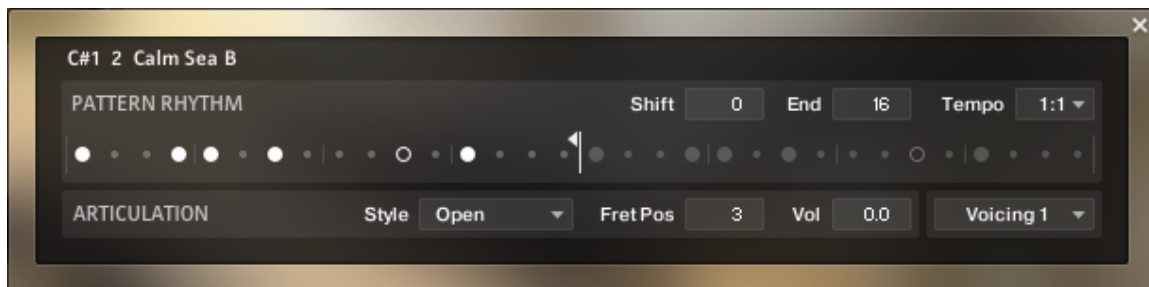 C#1 2 Calm Sea B
PATTERN RHYTHM Shift 0 End 16 Tempo 1:1
ARTICULATION Style Open Fret Pos 3 Vol 0.0 Voicing 1